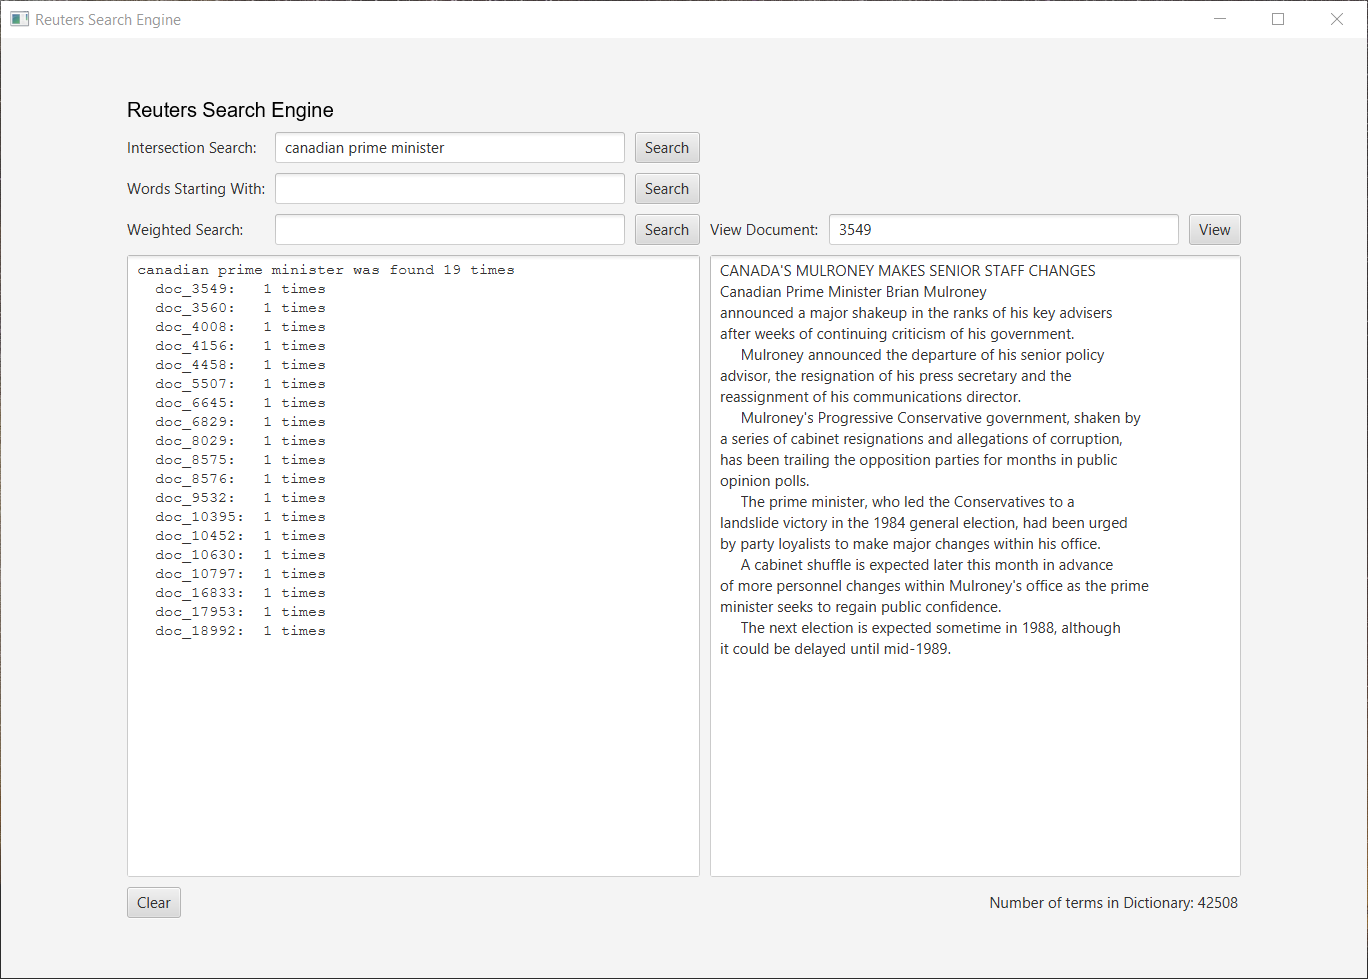 Reuters Search Engine
Reuters Search Engine
Intersection Search: canadian prime minister Search
Words Starting With: Search
Weighted Search: Search View Document: 3549 View
canadian prime minister was found 19 times
doc_3549: 1 times
doc_3560: 1 times
doc_4008: 1 times
doc_4156: 1 times
doc_4458: 1 times
doc_5507: 1 times
doc_6645: 1 times
doc_6829: 1 times
doc_8029: 1 times
doc_8575: 1 times
doc_8576: 1 times
doc_9532: 1 times
doc_10395: 1 times
doc_10452: 1 times
doc_10630: 1 times
doc_10797: 1 times
doc_16833: 1 times
doc_17953: 1 times
doc_18992: 1 times
CANADA'S MULRONEY MAKES SENIOR STAFF CHANGES
Canadian Prime Minister Brian Mulroney
announced a major shakeup in the ranks of his key advisers
after weeks of continuing criticism of his government.
Mulroney announced the departure of his senior policy
advisor, the resignation of his press secretary and the
reassignment of his communications director.
Mulroney's Progressive Conservative government, shaken by
a series of cabinet resignations and allegations of corruption,
has been trailing the opposition parties for months in public
opinion polls.
The prime minister, who led the Conservatives to a
landslide victory in the 1984 general election, had been urged
by party loyalists to make major changes within his office.
A cabinet shuffle is expected later this month in advance
of more personnel changes within Mulroney's office as the prime
minister seeks to regain public confidence.
The next election is expected sometime in 1988, although
it could be delayed until mid-1989.
Clear
Number of terms in Dictionary: 42508